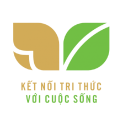 KẾT NỐI TRI THỨC
VỚI CUỘC SỐNG